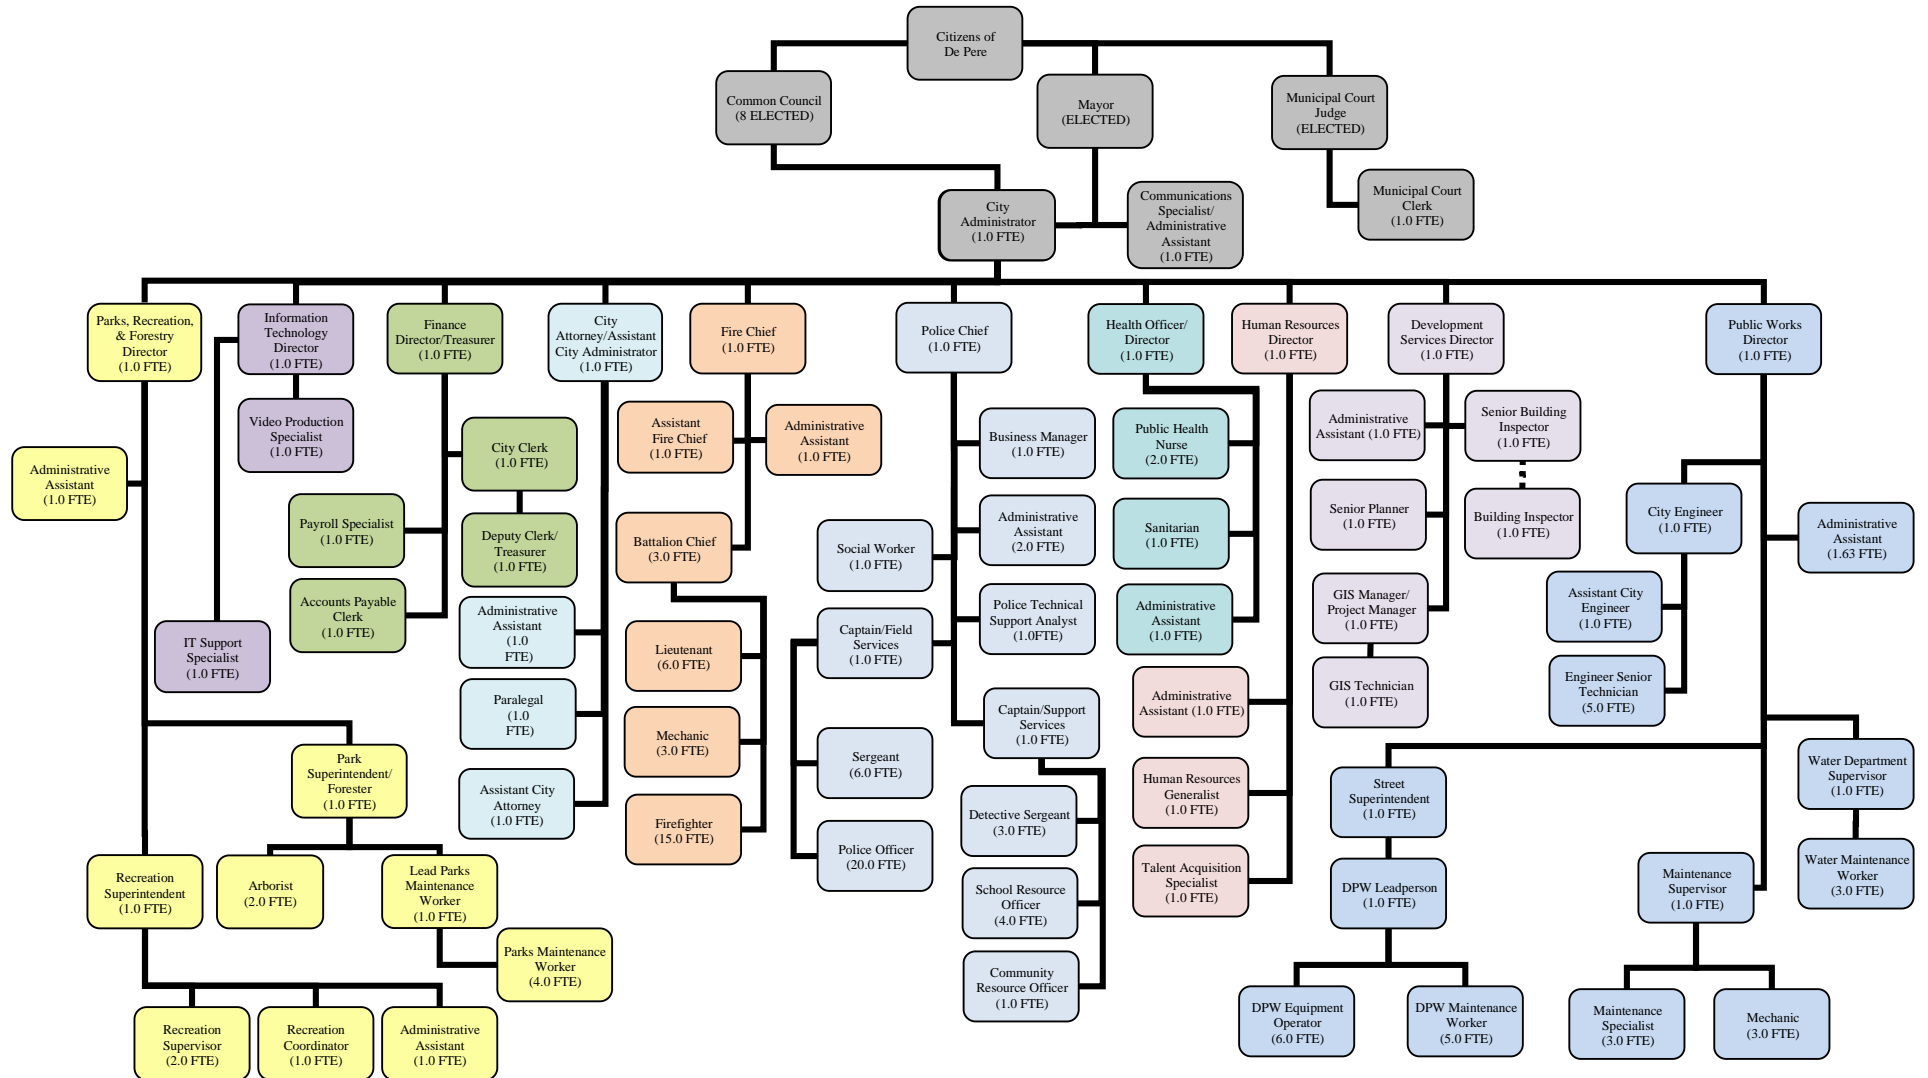 Citizens of
De Pere
Common Council
(8 ELECTED)
Mayor
(ELECTED)
Municipal Court
Judge
(ELECTED)
City
Administrator
(1.0 FTE)
Communications
Specialist/
Administrative
Assistant
(1.0 FTE)
Municipal Court
Clerk
(1.0 FTE)
Parks, Recreation,
& Forestry
Director
(1.0 FTE)
Information
Technology
Director
(1.0 FTE)
Finance
Director/Treasurer
(1.0 FTE)
City
Attorney/Assistant
City Administrator
(1.0 FTE)
Fire Chief
(1.0 FTE)
Police Chief
(1.0 FTE)
Health Officer/
Director
(1.0 FTE)
Human Resources
Director
(1.0 FTE)
Development
Services Director
(1.0 FTE)
Public Works
Director
(1.0 FTE)
Administrative
Assistant
(1.0 FTE)
Park
Superintendent/
Forester
(1.0 FTE)
Recreation
Superintendent
(1.0 FTE)
Arborist
(2.0 FTE)
Lead Parks
Maintenance
Worker
(1.0 FTE)
Parks Maintenance
Worker
(4.0 FTE)
Recreation
Supervisor
(2.0 FTE)
Recreation
Coordinator
(1.0 FTE)
Administrative
Assistant
(1.0 FTE)
Video Production
Specialist
(1.0 FTE)
IT Support
Specialist
(1.0 FTE)
City Clerk
(1.0 FTE)
Payroll Specialist
(1.0 FTE)
Deputy Clerk/
Treasurer
(1.0 FTE)
Accounts Payable
Clerk
(1.0 FTE)
Administrative
Assistant
(1.0
FTE)
Paralegal
(1.0
FTE)
Assistant City
Attorney
(1.0 FTE)
Assistant
Fire Chief
(1.0 FTE)
Administrative
Assistant
(1.0 FTE)
Battalion Chief
(3.0 FTE)
Lieutenant
(6.0 FTE)
Mechanic
(3.0 FTE)
Firefighter
(15.0 FTE)
Business Manager
(1.0 FTE)
Administrative
Assistant
(2.0 FTE)
Social Worker
(1.0 FTE)
Police Technical
Support Analyst
(1.0FTE)
Captain/Field
Services
(1.0 FTE)
Captain/Support
Services
(1.0 FTE)
Sergeant
(6.0 FTE)
Police Officer
(20.0 FTE)
Detective Sergeant
(3.0 FTE)
School Resource
Officer
(4.0 FTE)
Community
Resource Officer
(1.0 FTE)
Public Health
Nurse
(2.0 FTE)
Sanitarian
(1.0 FTE)
Administrative
Assistant
(1.0 FTE)
Administrative
Assistant (1.0 FTE)
Human Resources
Generalist
(1.0 FTE)
Talent Acquisition
Specialist
(1.0 FTE)
Administrative
Assistant (1.0 FTE)
Senior Building
Inspector
(1.0 FTE)
Senior Planner
(1.0 FTE)
Building Inspector
(1.0 FTE)
GIS Manager/
Project Manager
(1.0 FTE)
GIS Technician
(1.0 FTE)
City Engineer
(1.0 FTE)
Administrative
Assistant
(1.63 FTE)
Assistant City
Engineer
(1.0 FTE)
Engineer Senior
Technician
(5.0 FTE)
Street
Superintendent
(1.0 FTE)
Water Department
Supervisor
(1.0 FTE)
DPW Leadperson
(1.0 FTE)
Maintenance
Supervisor
(1.0 FTE)
Water Maintenance
Worker
(3.0 FTE)
DPW Equipment
Operator
(6.0 FTE)
DPW Maintenance
Worker
(5.0 FTE)
Maintenance
Specialist
(3.0 FTE)
Mechanic
(3.0 FTE)